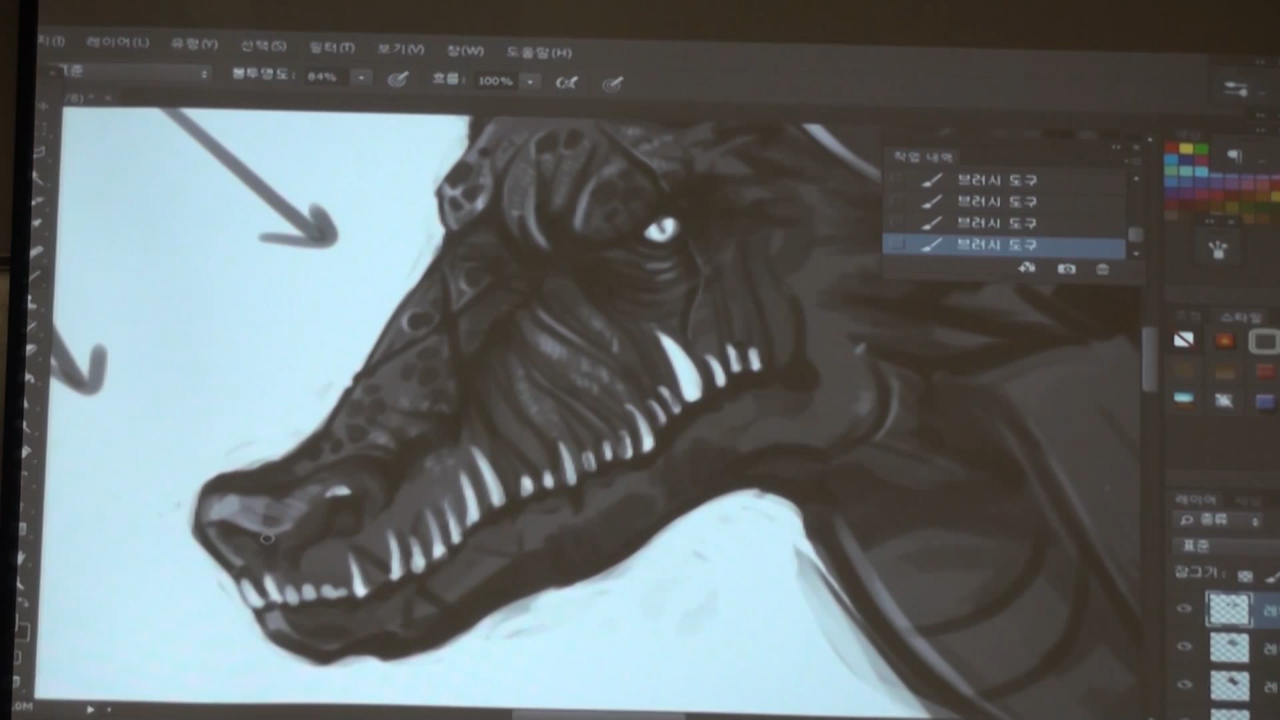 레이어(L) 유형(Y) 선택(S) 필터(T) 보기(V) 창(W) 도움말(H)
불투명도: 84% 흐름: 100%
작업 내역
브러시 도구
브러시 도구
브러시 도구
브러시 도구
스타일
레이어
종류
표준
잠그기: